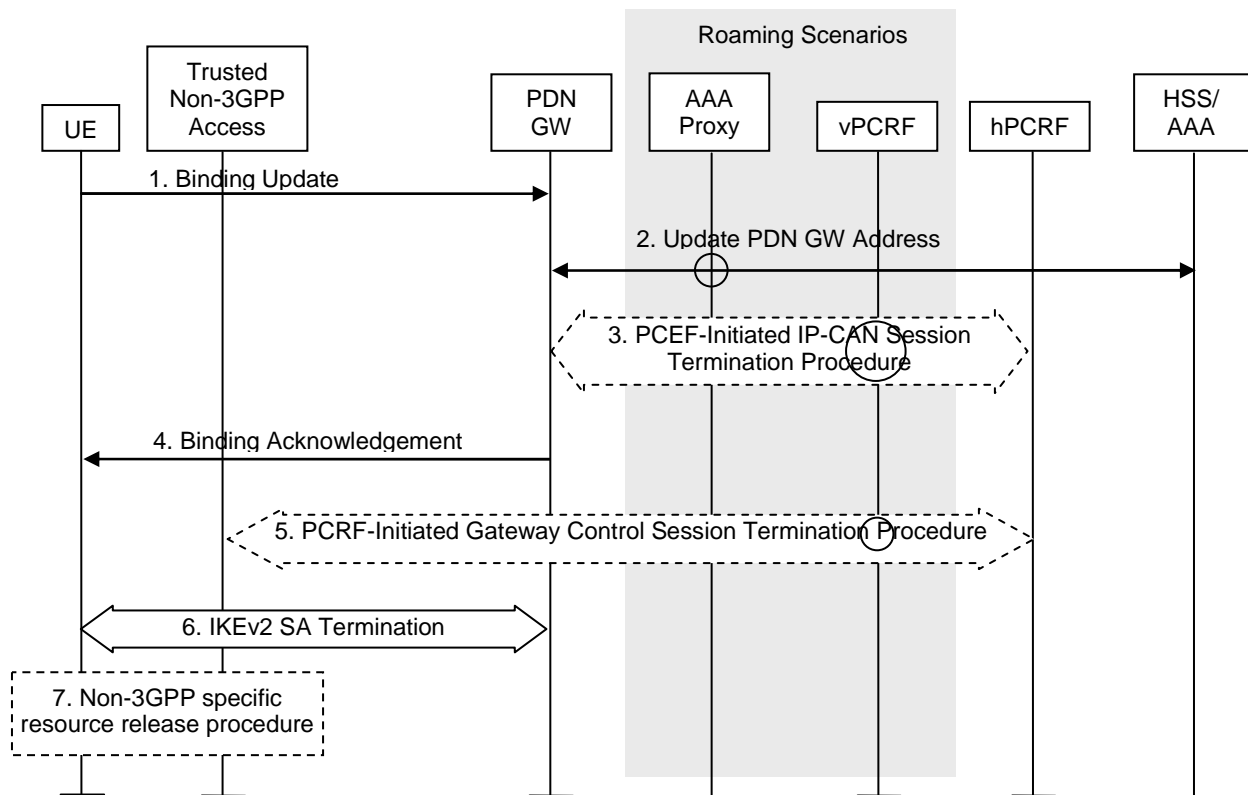 Roaming Scenarios
UE
Trusted
Non-3GPP
Access
PDN
GW
AAA
Proxy
vPCRF
hPCRF
HSS/
AAA
1. Binding Update
2. Update PDN GW Address
3. PCEF-Initiated IP-CAN Session
Termination Procedure
4. Binding Acknowledgement
5. PCRF-Initiated Gateway Control Session Termination Procedure
6. IKEv2 SA Termination
7. Non-3GPP specific
resource release procedure